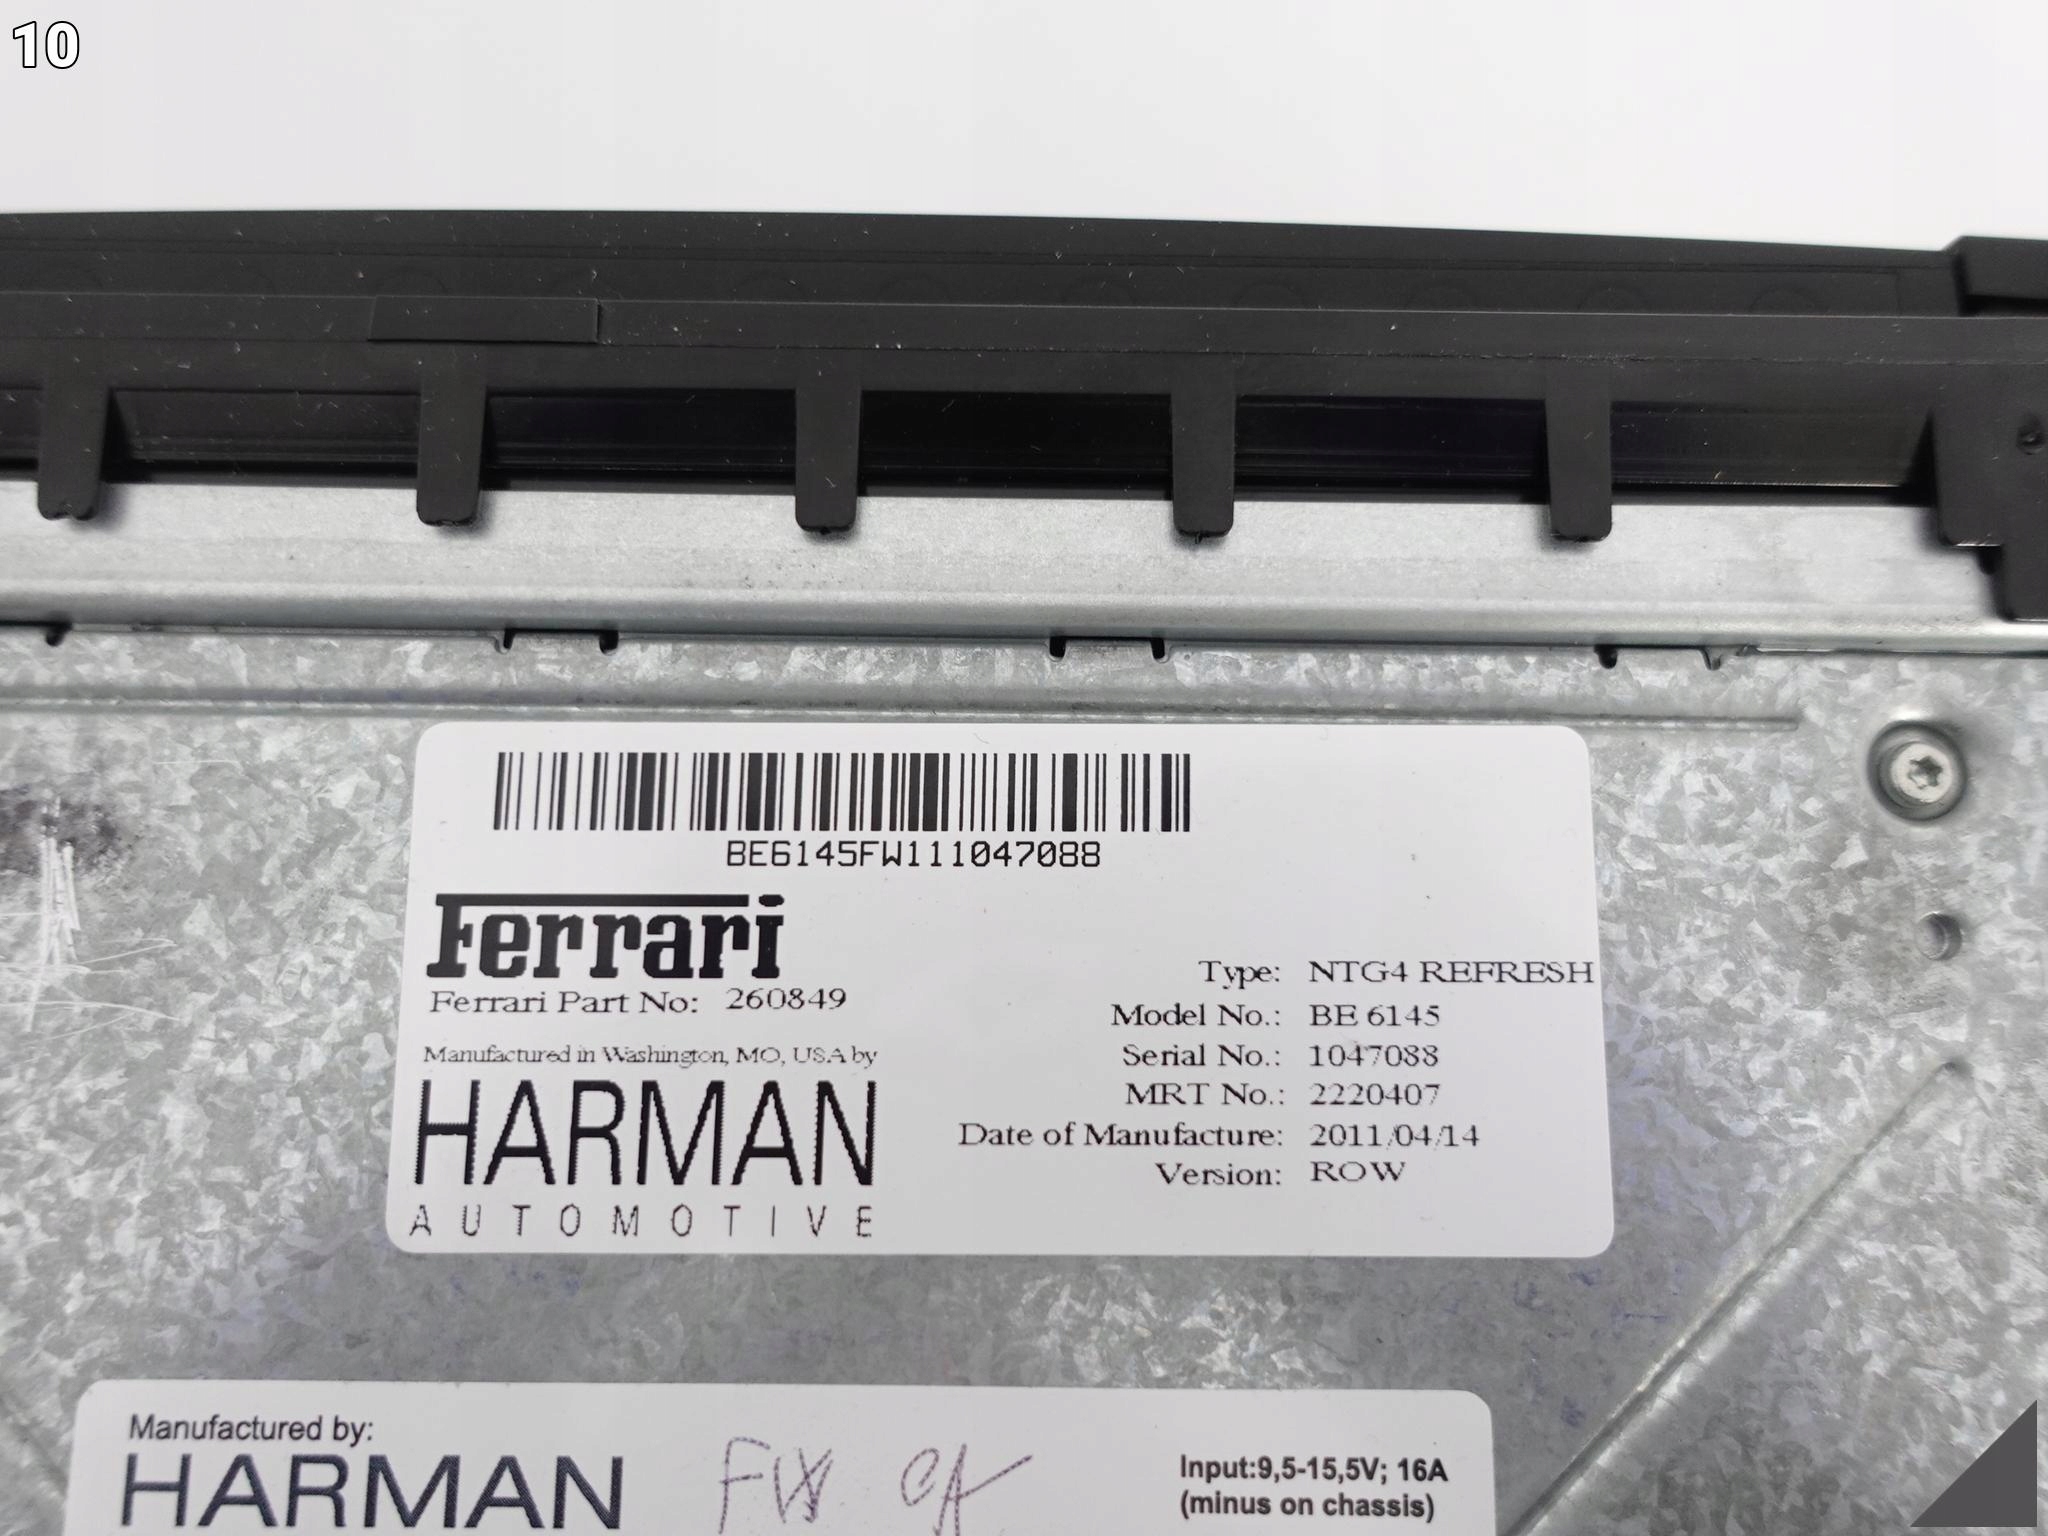 10
BE6145FW111047088
Ferrari
Ferrari Part No: 260849
Manufactured in Washington, MO, USA by
HARMAN
AUTOMOTIVE
Type: NTG4 REFRESH
Model No.: BE 6145
Serial No.: 1047088
MRT No.: 2220407
Date of Manufacture: 2011/04/14
Version: ROW
Manufactured by:
HARMAN
Input:9,5-15,5V; 16A
(minus on chassis)